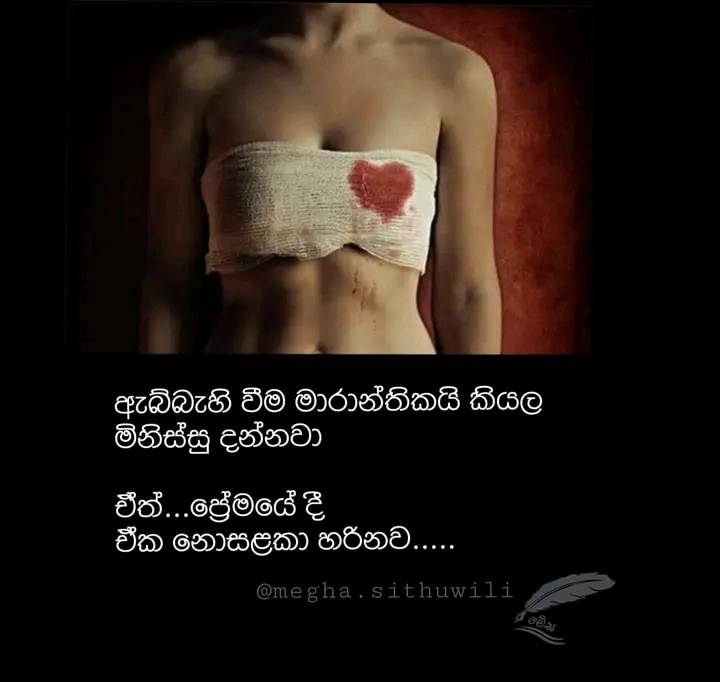 ඇබ්බැහි වීම මාරාන්තිකයි කියල
මිනිස්සු දන්නවා
ඒත්...ප්‍රේමයේ දී
ඒක නොසළකා හරිනව.....
@megha.sithuwili
මේඝ